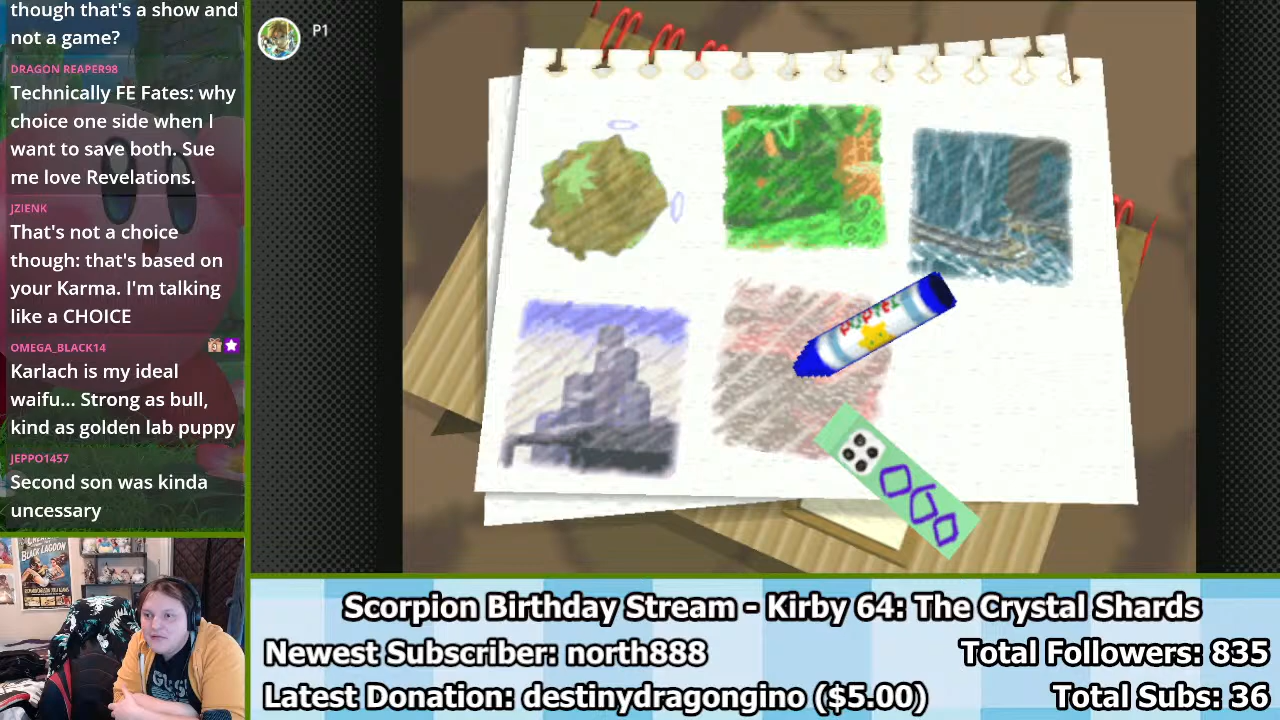 though that's a show and
not a game?
DRAGON REAPER98
Technically FE Fates: why
choice one side when I
want to save both. Sue
me love Revelations.
JZIENK
That's not a choice
though: that's based on
your Karma. I'm talking
like a CHOICE
OMEGA_BLACK14
Karlach is my ideal
waifu... Strong as bull,
kind as golden lab puppy
JEPPO1457
Second son was kinda
uncessary
P1
Scorpion Birthday Stream - Kirby 64: The Crystal Shards
Newest Subscriber: north888
Total Followers: 835
Latest Donation: destinydragongino ($5.00)
Total Subs: 36
BLACK LAGOON